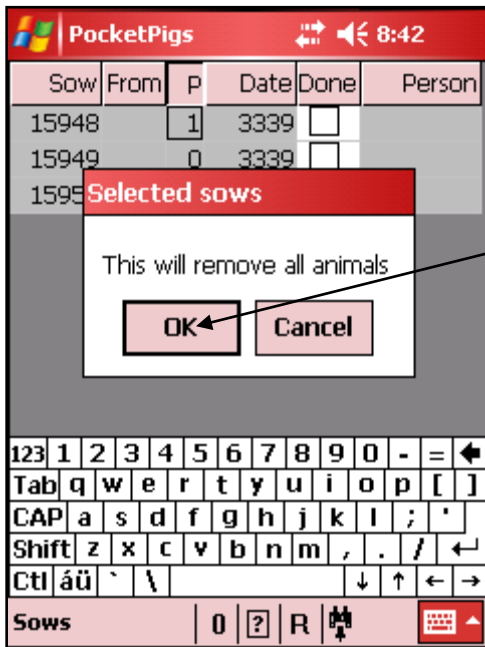 PocketPigs 8:42
Sow From P Date Done Person
15948 1 3339
15949 0 3339
1595
Selected sows
This will remove all animals
OK Cancel
123 1 2 3 4 5 6 7 8 9 0 - =
Tab q w e r t y u i o p [ ]
CAP a s d f g h j k l ; '
Shift z x c v b n m , . /
Ctl áü ` \
Sows 0 ? R